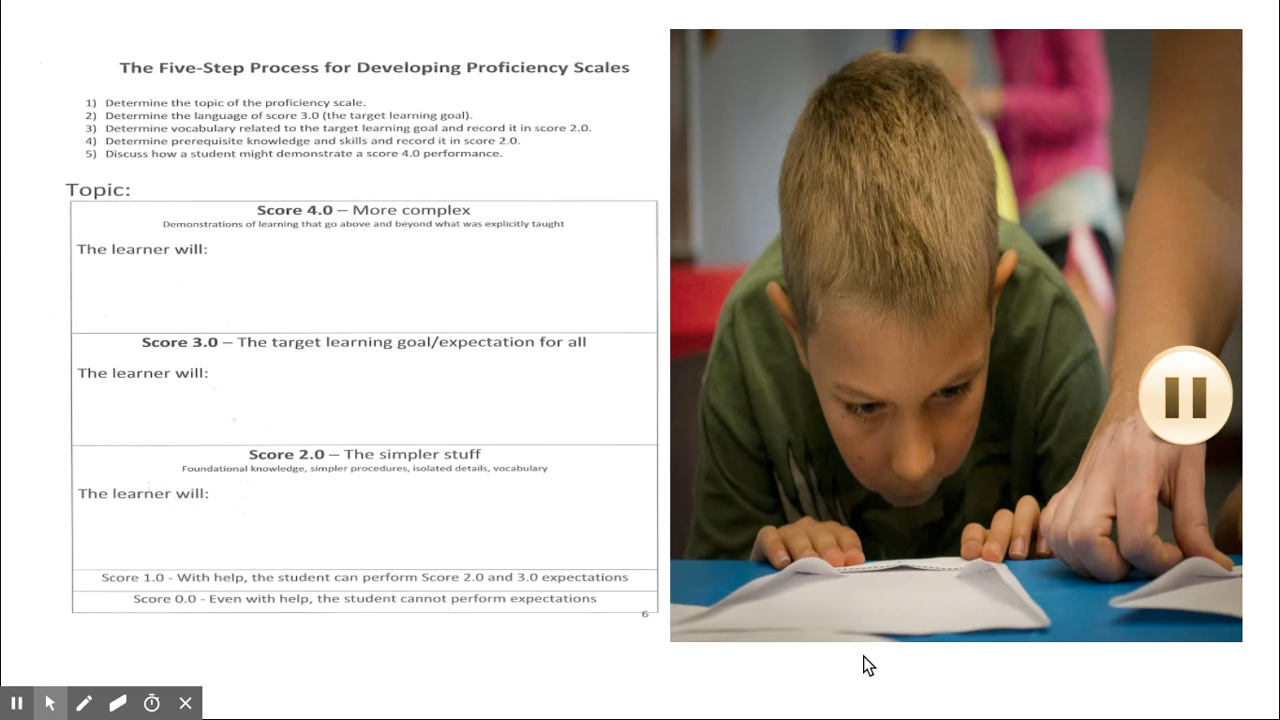 The Five-Step Process for Developing Proficiency Scales
1) Determine the topic of the proficiency scale.
2) Determine the language of score 3.0 (the target learning goal).
3) Determine vocabulary related to the target learning goal and record it in score 2.0.
4) Determine prerequisite knowledge and skills and record it in score 2.0.
5) Discuss how a student might demonstrate a score 4.0 performance.
Topic:
Score 4.0 – More complex
Demonstrations of learning that go above and beyond what was explicitly taught
The learner will:
Score 3.0 – The target learning goal/expectation for all
The learner will:
Score 2.0 – The simpler stuff
Foundational knowledge, simpler procedures, isolated details, vocabulary
The learner will:
Score 1.0 - With help, the student can perform Score 2.0 and 3.0 expectations
Score 0.0 - Even with help, the student cannot perform expectations
6